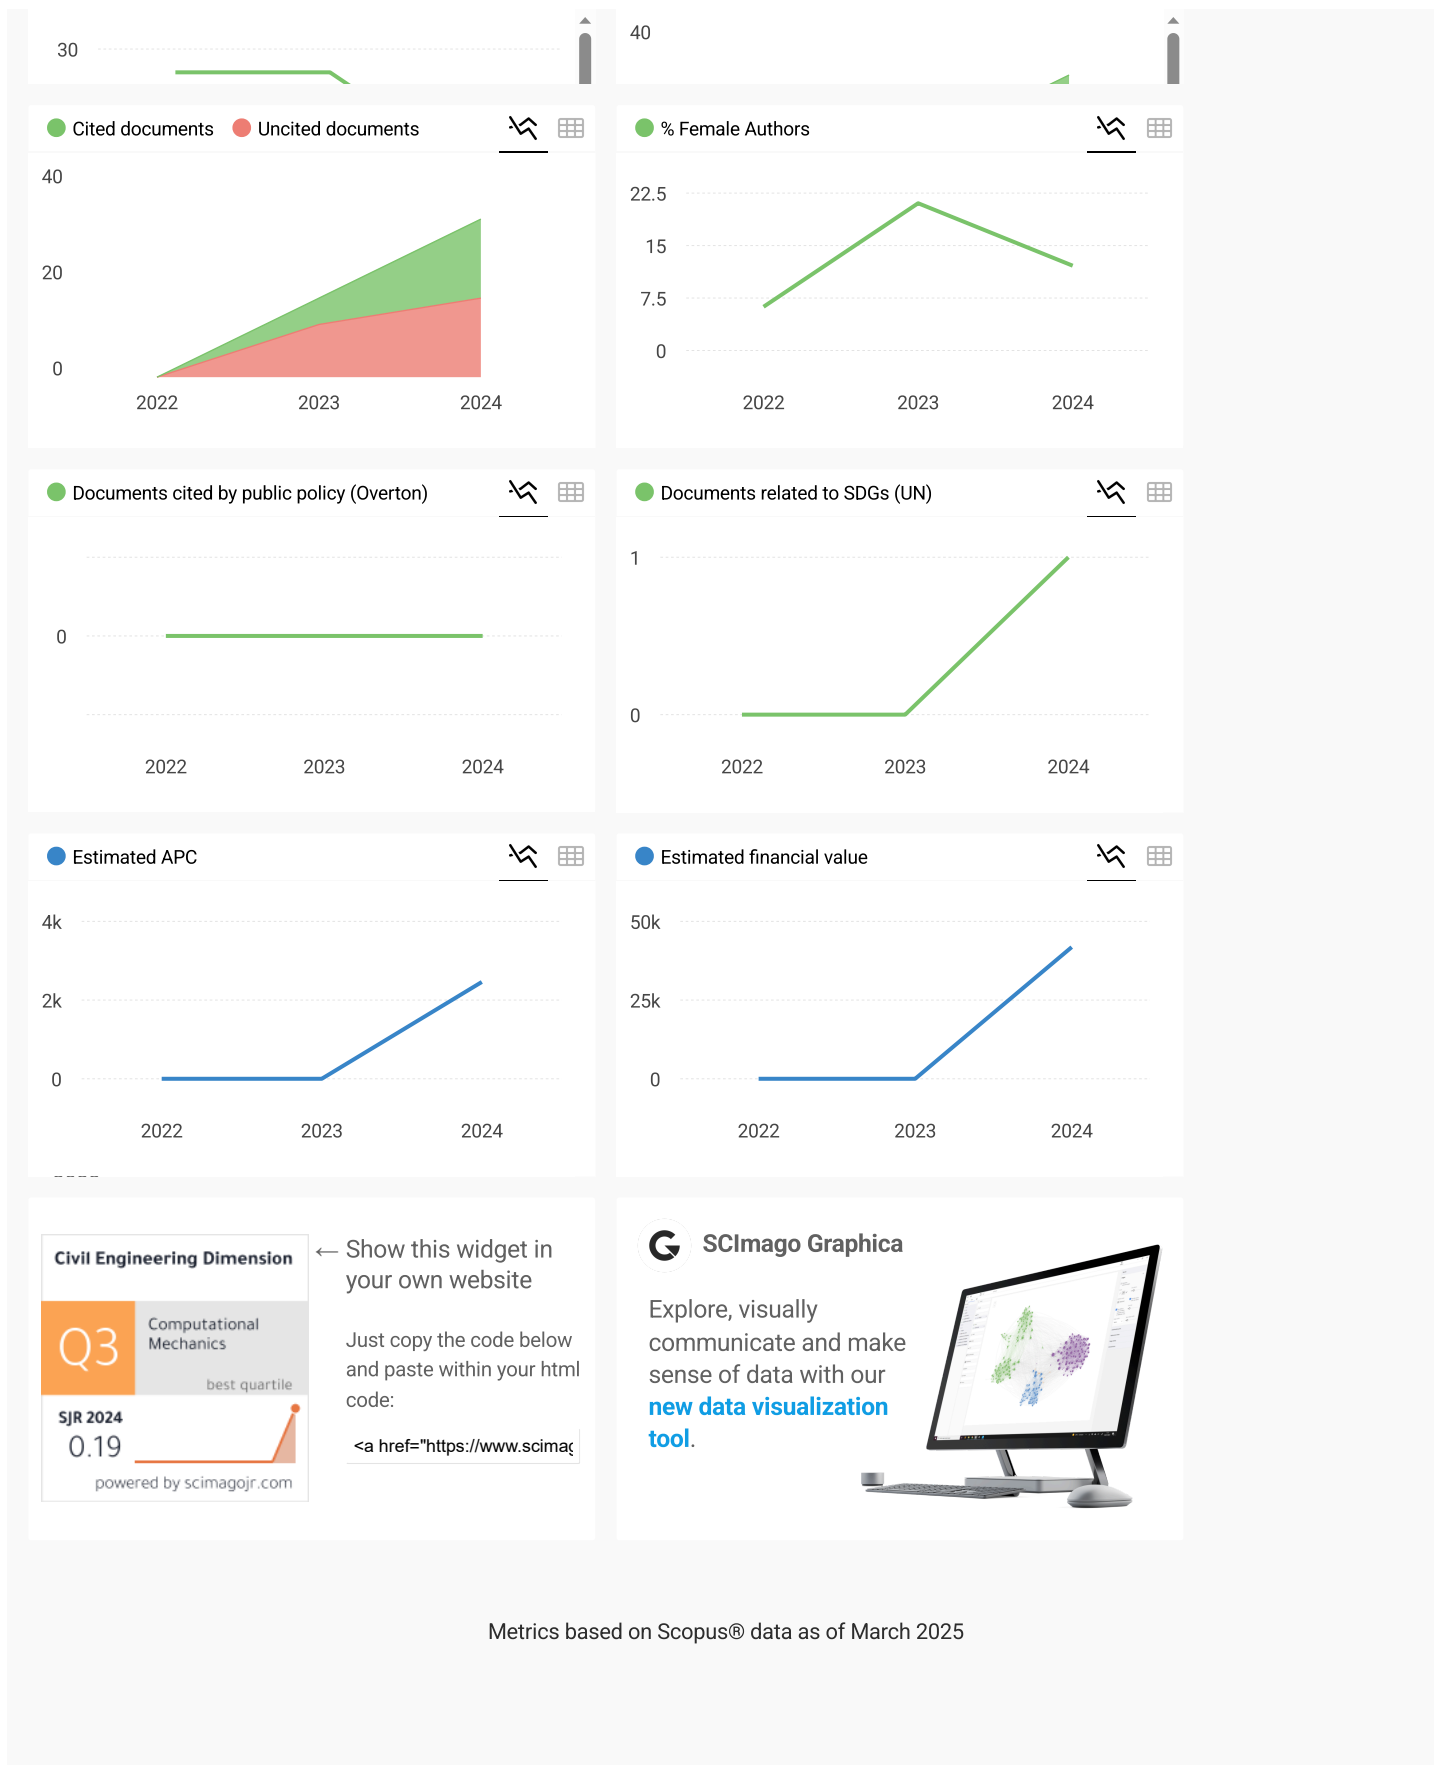 30
40
Cited documents Uncited documents
40
20
0
2022 2023 2024
% Female Authors
22.5
15
7.5
0
2022 2023 2024
Documents cited by public policy (Overton)
0
2022 2023 2024
Documents related to SDGs (UN)
1
0
2022 2023 2024
Estimated APC
4k
2k
0
2022 2023 2024
Estimated financial value
50k
25k
0
2022 2023 2024
Civil Engineering Dimension
Q3
Computational
Mechanics
best quartile
SJR 2024
0.19
powered by scimagojr.com
← Show this widget in
your own website
Just copy the code below
and paste within your html
code:
<a href="https://www.scimag
SCImago Graphica
Explore, visually
communicate and make
sense of data with our
new data visualization
tool.
Metrics based on Scopus® data as of March 2025